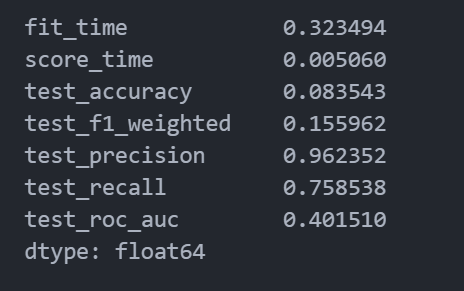 fit_time 0.323494
score_time 0.005060
test_accuracy 0.083543
test_f1_weighted 0.155962
test_precision 0.962352
test_recall 0.758538
test_roc_auc 0.401510
dtype: float64